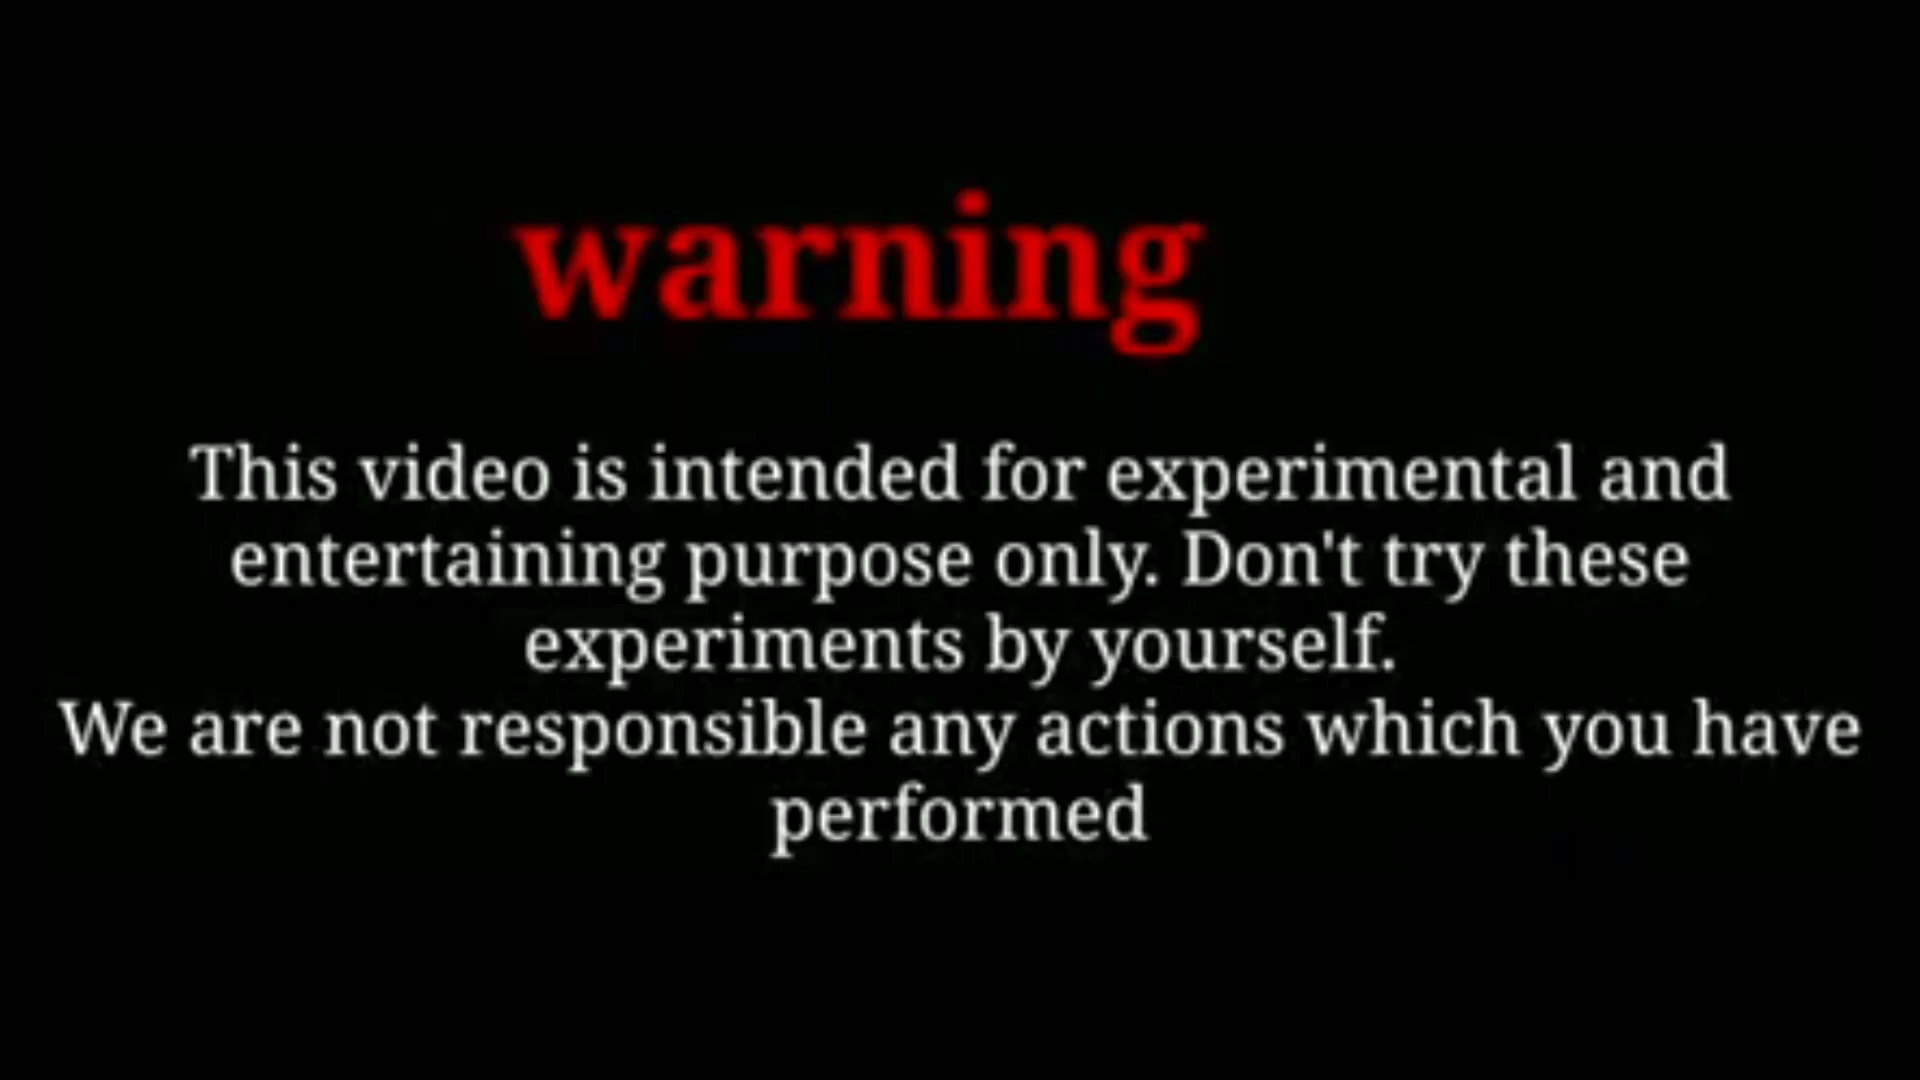 warning
This video is intended for experimental and
entertaining purpose only. Don't try these
experiments by yourself.
We are not responsible any actions which you have
performed